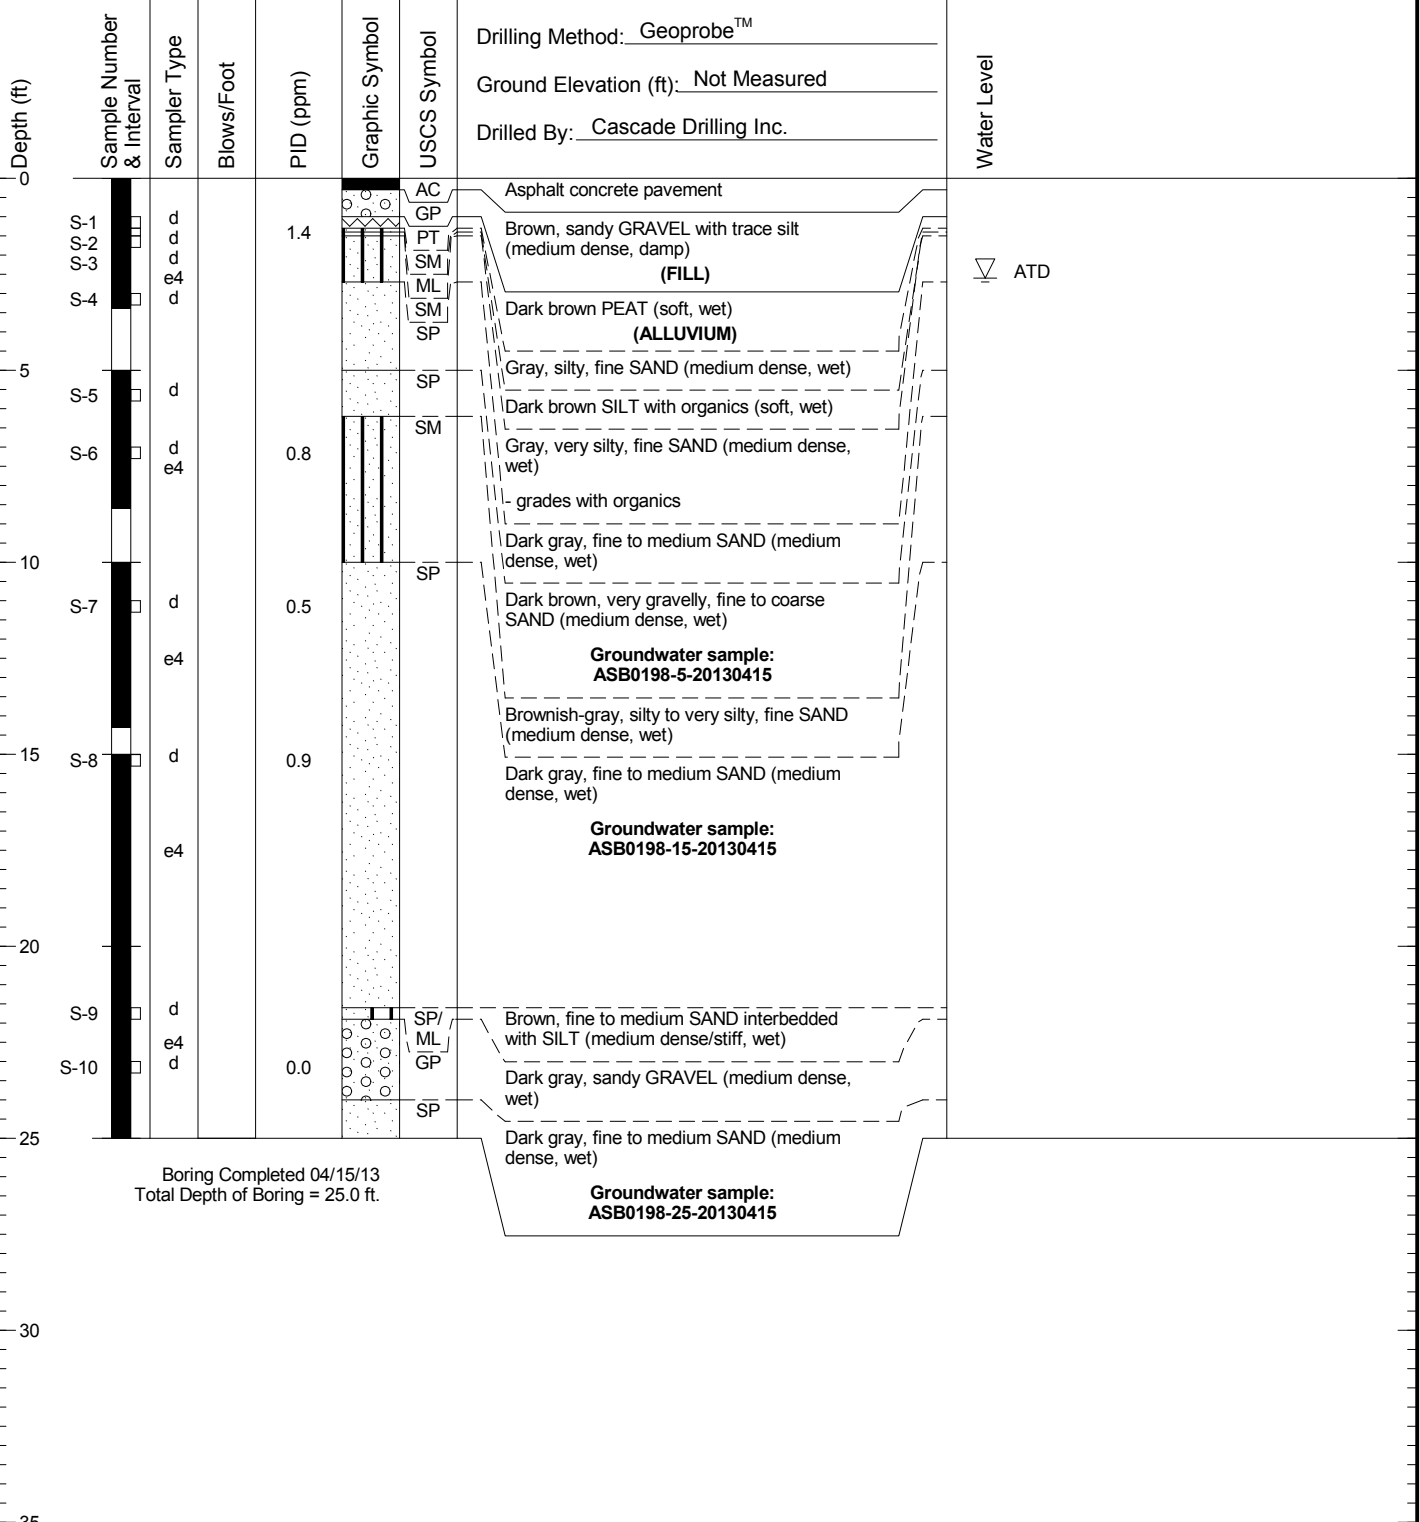 Depth (ft)
Sample Number
& Interval
Sampler Type
Blows/Foot
PID (ppm)
Graphic Symbol
USCS Symbol
Drilling Method: Geoprobe™
Ground Elevation (ft): Not Measured
Drilled By: Cascade Drilling Inc.
Water Level
0
AC
Asphalt concrete pavement
S-1
d
GP
Brown, sandy GRAVEL with trace silt
(medium dense, damp)
(FILL)
1.4
S-2
d
PT
S-3
d
SM
e4
ATD
S-4
d
ML
SM
SP
Dark brown PEAT (soft, wet)
(ALLUVIUM)
5
Gray, silty, fine SAND (medium dense, wet)
S-5
d
SP
Dark brown SILT with organics (soft, wet)
SM
S-6
d
0.8
e4
Gray, very silty, fine SAND (medium dense,
wet)
- grades with organics
Dark gray, fine to medium SAND (medium
dense, wet)
10
SP
S-7
d
0.5
Dark brown, very gravelly, fine to coarse
SAND (medium dense, wet)
e4
Groundwater sample:
ASB0198-5-20130415
Brownish-gray, silty to very silty, fine SAND
(medium dense, wet)
15
S-8
d
0.9
Dark gray, fine to medium SAND (medium
dense, wet)
Groundwater sample:
ASB0198-15-20130415
e4
20
S-9
d
SP/
ML
Brown, fine to medium SAND interbedded
with SILT (medium dense/stiff, wet)
e4
S-10
d
0.0
GP
Dark gray, sandy GRAVEL (medium dense,
wet)
SP
25
Dark gray, fine to medium SAND (medium
dense, wet)
Boring Completed 04/15/13
Total Depth of Boring = 25.0 ft.
Groundwater sample:
ASB0198-25-20130415
30
35